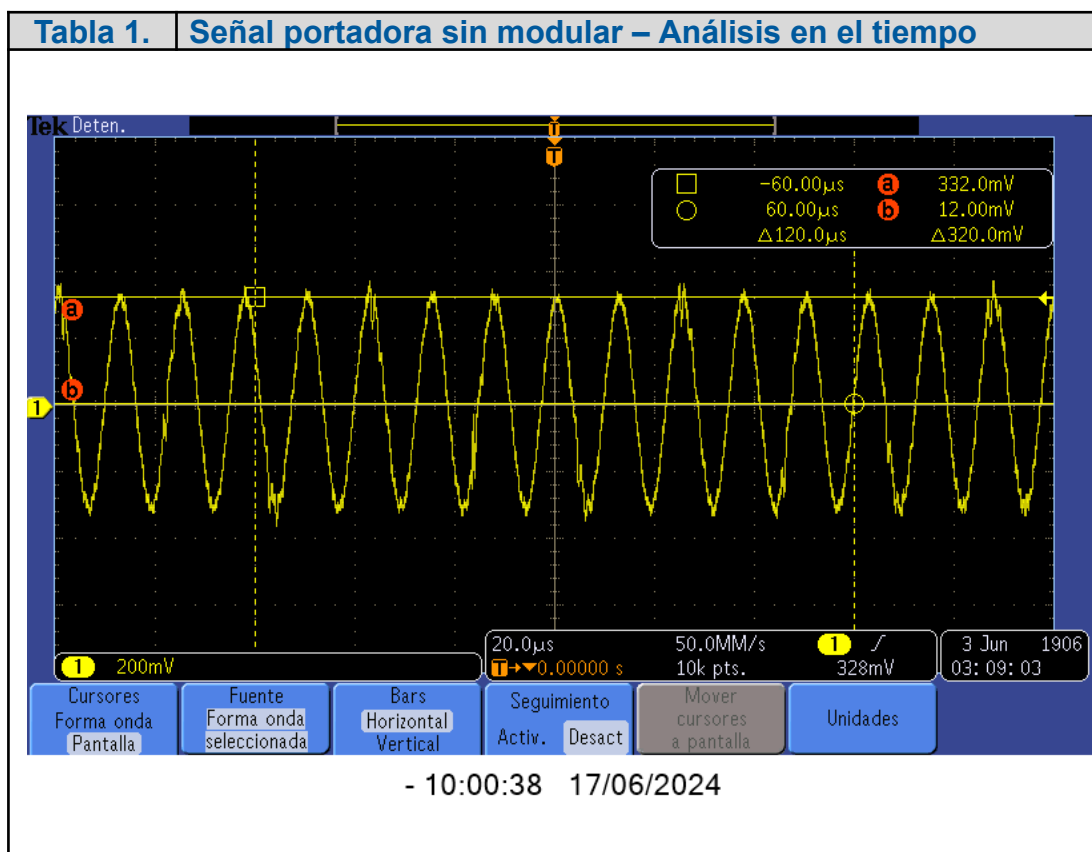 Tabla 1. Señal portadora sin modular – Análisis en el tiempo
Tek Deten.
T
T
-60.00µs a 332.0mV
60.00µs b 12.00mV
△120.0µs △320.0mV
a
b
1
1 200mV
20.0µs 50.0MM/s 1
T→▼0.00000 s 10k pts. 328mV
3 Jun 1906
03:09:03
Cursores
Forma onda
Pantalla
Fuente
Forma onda
seleccionada
Bars
Horizontal
Vertical
Seguimiento
Activ. Desact
Mover
cursores
a pantalla
Unidades
- 10:00:38 17/06/2024